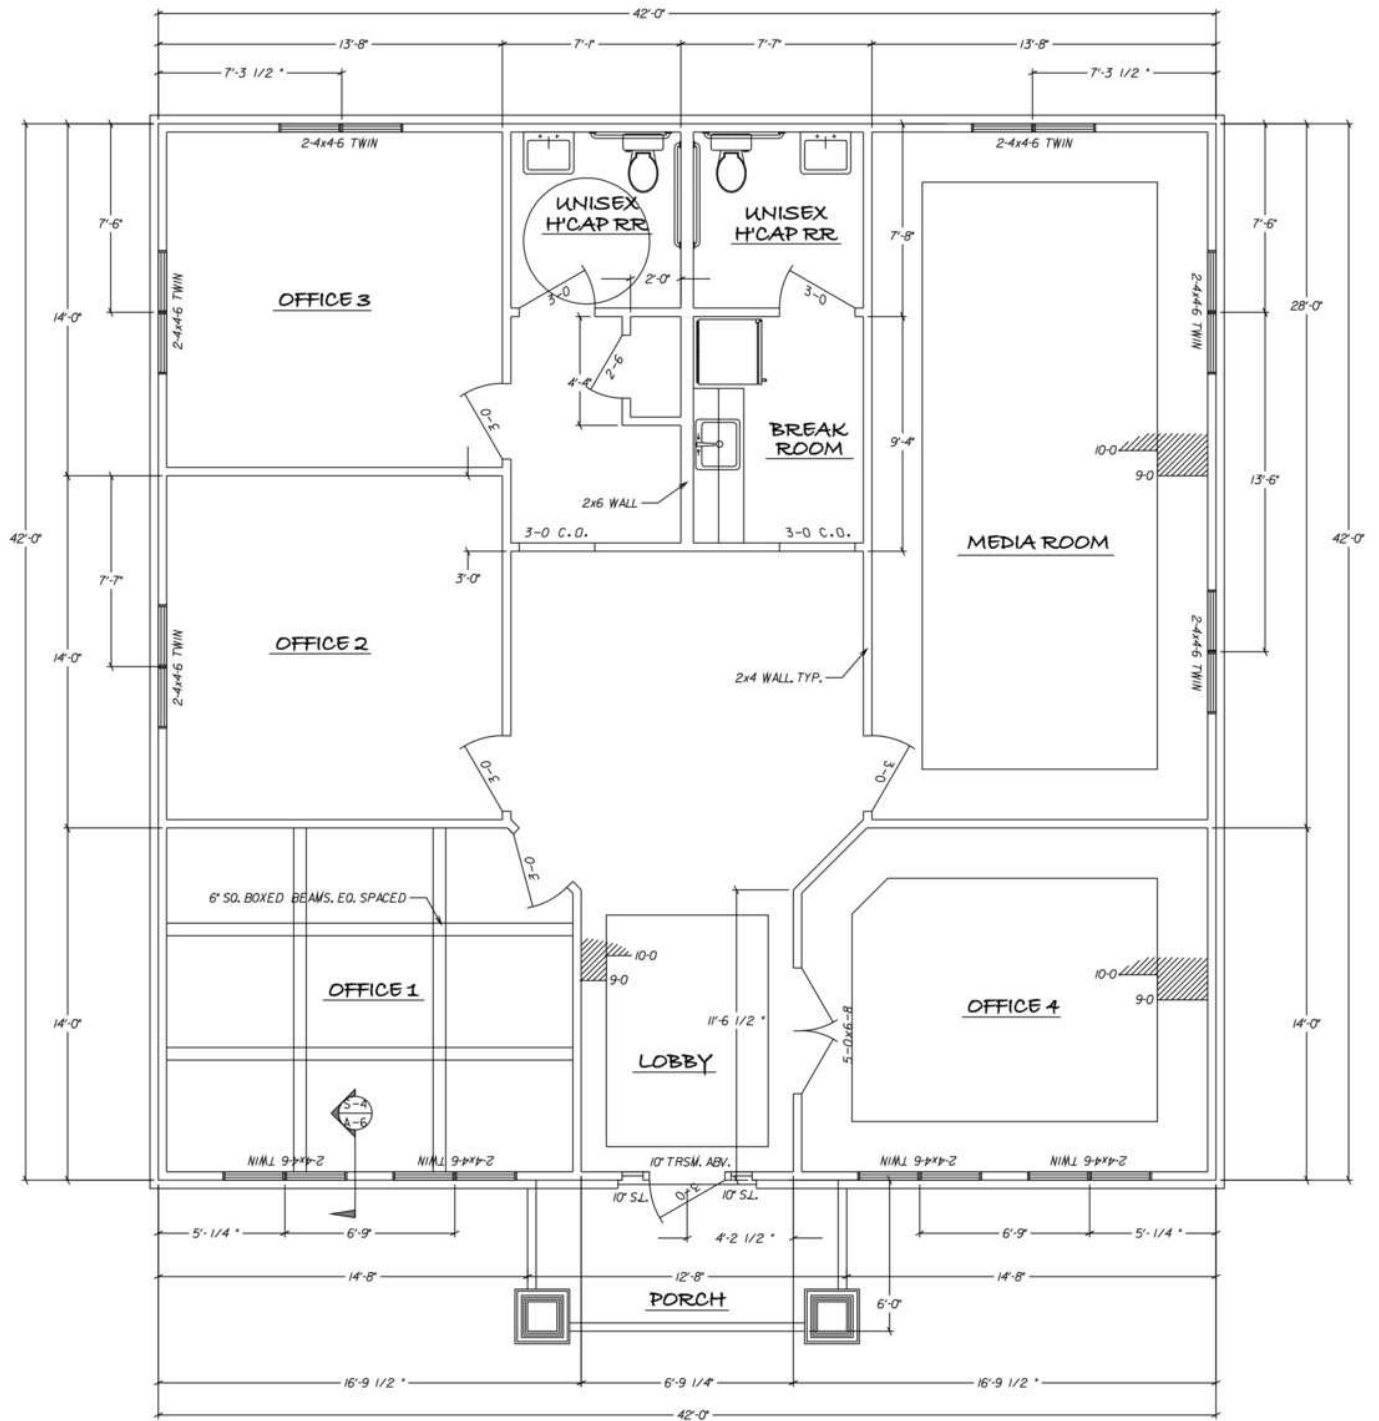 42'-0"
13'-8"
7'-1"
7'-7"
13'-8"
7'-3 1/2 "
7'-3 1/2 "
2-4x4-6 TWIN
2-4x4-6 TWIN
7'-6"
UNISEX
H'CAP RR
UNISEX
H'CAP RR
7'-8"
7'-6"
2'-0"
3-0
3-0
2-4x4-6 TWIN
OFFICE 3
2-4x4-6 TWIN
14'-0"
28'-0"
2-6
4'-4"
3-0
BREAK
ROOM
9'-4"
10-0
9-0
13'-6"
2x6 WALL
3-0 C.O.
3-0 C.O.
42'-0"
42'-0"
MEDIA ROOM
7'-7"
3'-0"
OFFICE 2
2-4x4-6 TWIN
2-4x4-6 TWIN
14'-0"
2x4 WALL. TYP.
3-0
3-0
3-0
6" SQ. BOXED BEAMS. EQ. SPACED
10-0
9-0
10-0
9-0
OFFICE 1
OFFICE 4
14'-0"
11'-6 1/2 "
5-0x6-8
14'-0"
LOBBY
S-4
A-6
2-4x4-6 TWIN
2-4x4-6 TWIN
10" TRSM. ABV.
2-4x4-6 TWIN
2-4x4-6 TWIN
10" S.L.
3-0
10" S.L.
5'- 1/4 "
6'-9"
4'-2 1/2 "
6'-9"
5'- 1/4 "
14'-8"
12'-8"
14'-8"
PORCH
6'-0"
16'-9 1/2 "
6'-9 1/4"
16'-9 1/2 "
42'-0"